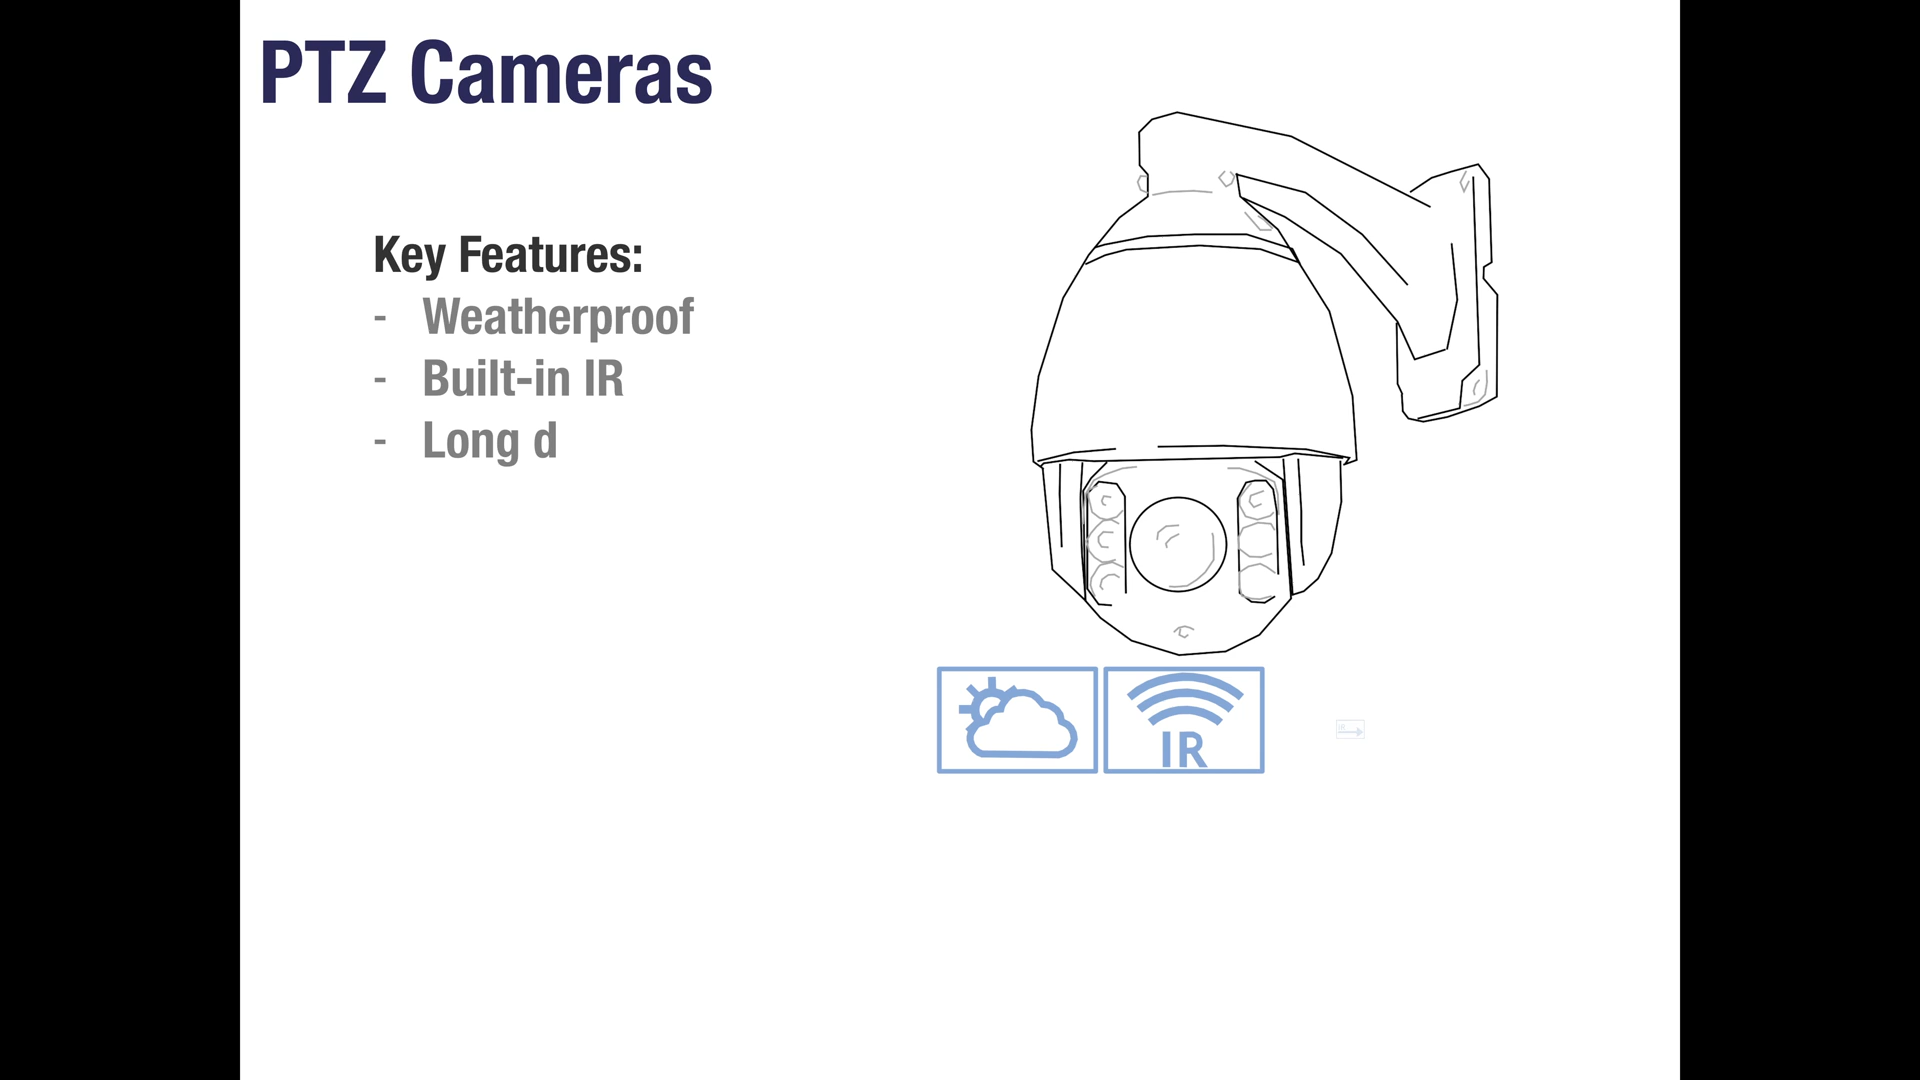 PTZ Cameras
Key Features:
- Weatherproof
- Built-in IR
- Long d
IR